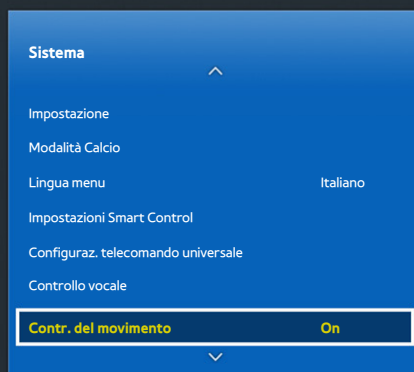 Sistema
Impostazione
Modalità Calcio
Lingua menu Italiano
Impostazioni Smart Control
Configuraz. telecomando universale
Controllo vocale
Contr. del movimento On